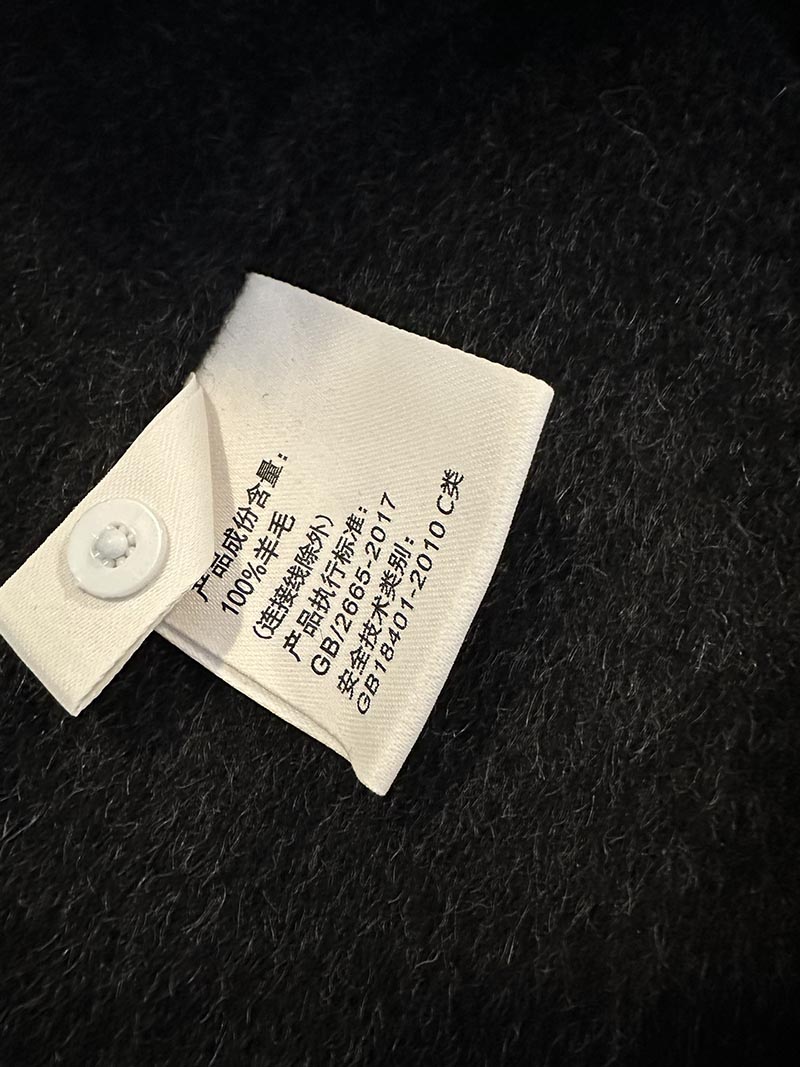 产品成份含量：
100%羊毛
(连接线除外)
产品执行标准：
GB/2665-2017
安全技术类别：
GB18401-2010 C类